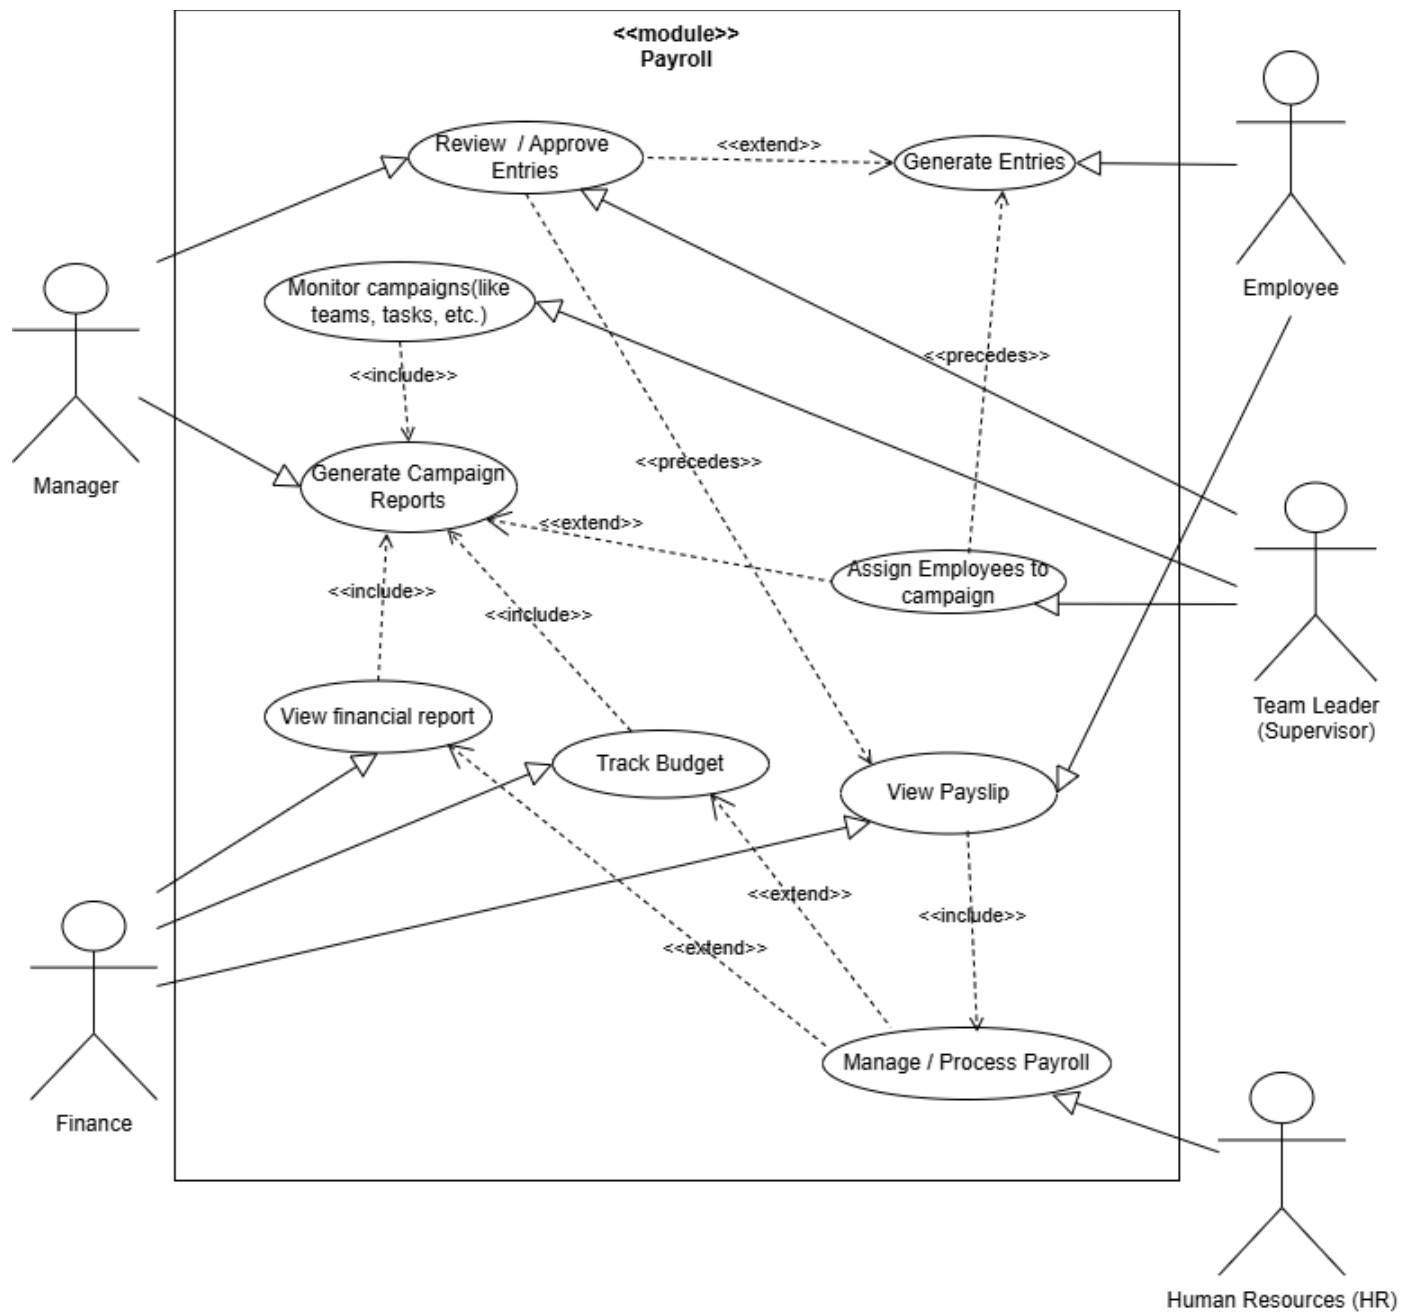 <<module>>
Payroll
Review  / Approve
Entries
<<extend>>
Generate Entries
Employee
Monitor campaigns(like
teams, tasks, etc.)
<<include>>
<<precedes>>
Manager
Generate Campaign
Reports
<<precedes>>
<<extend>>
Assign Employees to
campaign
<<include>>
<<include>>
Team Leader
(Supervisor)
View financial report
Track Budget
View Payslip
<<extend>>
<<include>>
<<extend>>
Finance
Manage / Process Payroll
Human Resources (HR)